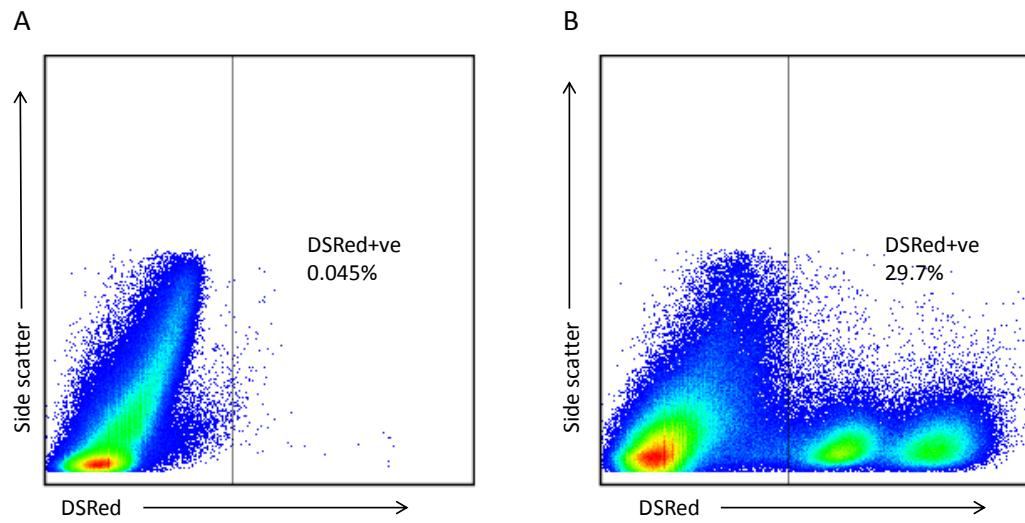 A
B
DSRed+ve
0.045%
DSRed+ve
29.7%
Side scatter
Side scatter
DSRed
DSRed